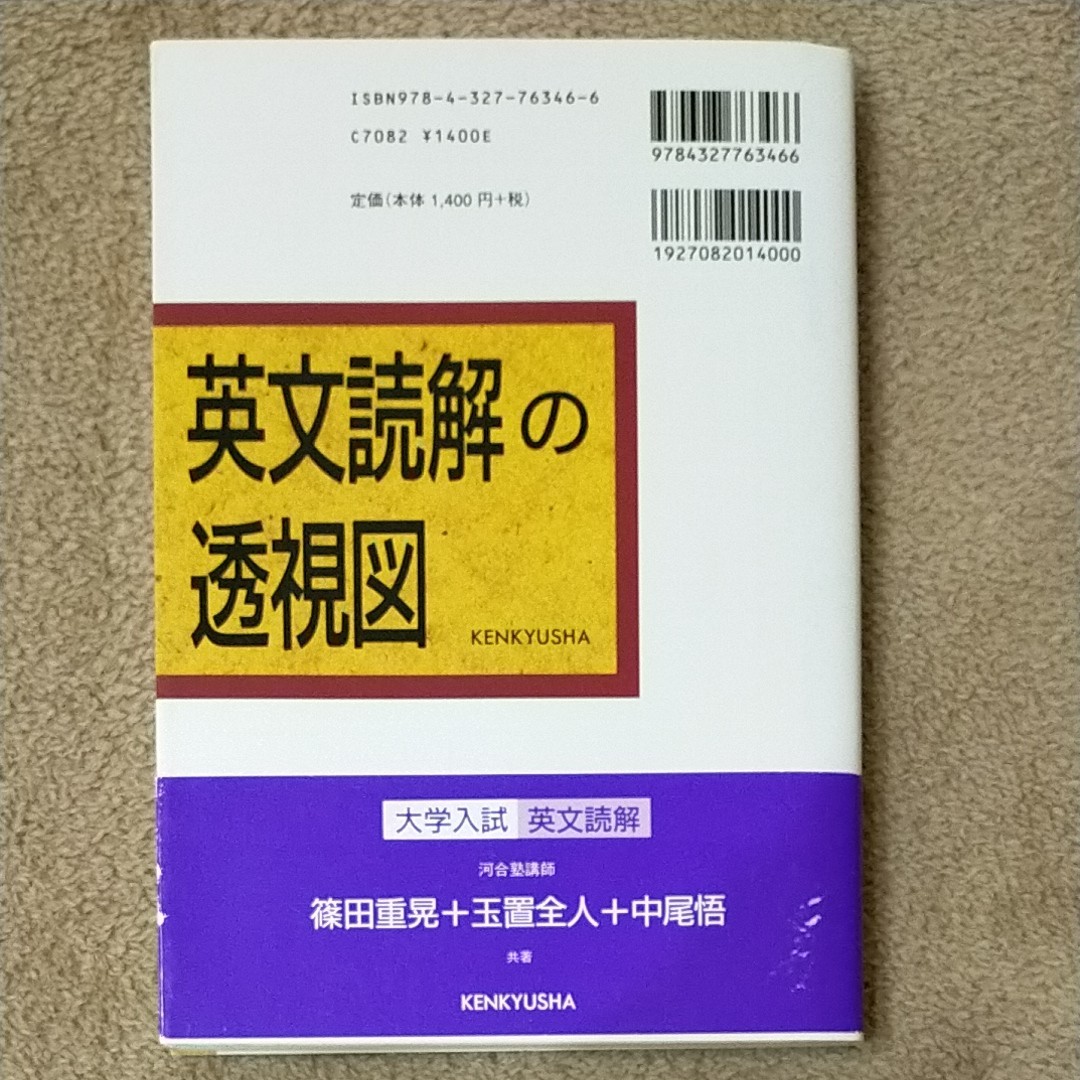 ISBN978-4-327-76346-6
C7082 ¥1400E
定価(本体 1,400 円+税)
9784327763466
1927082014000
英文読解の
透視図
KENKYUSHA
大学入試 英文読解
河合塾講師
篠田重晃+玉置全人+中尾悟
共著
KENKYUSHA